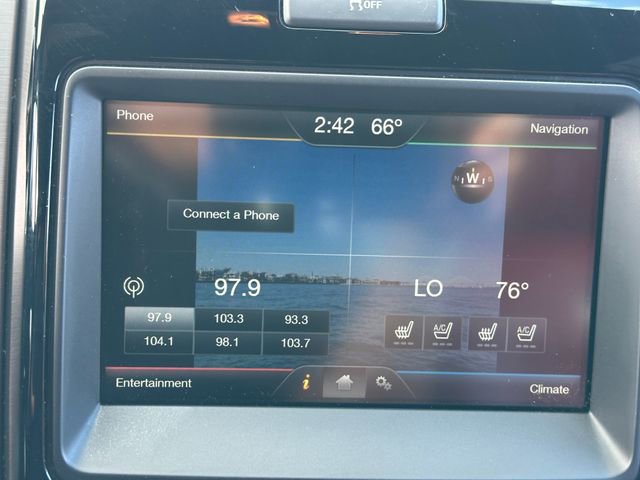 OFF
Phone
2:42 66°
Navigation
N W S
Connect a Phone
97.9
LO
76°
97.9 103.3 93.3
104.1 98.1 103.7
A/C
A/C
Entertainment
i
Climate